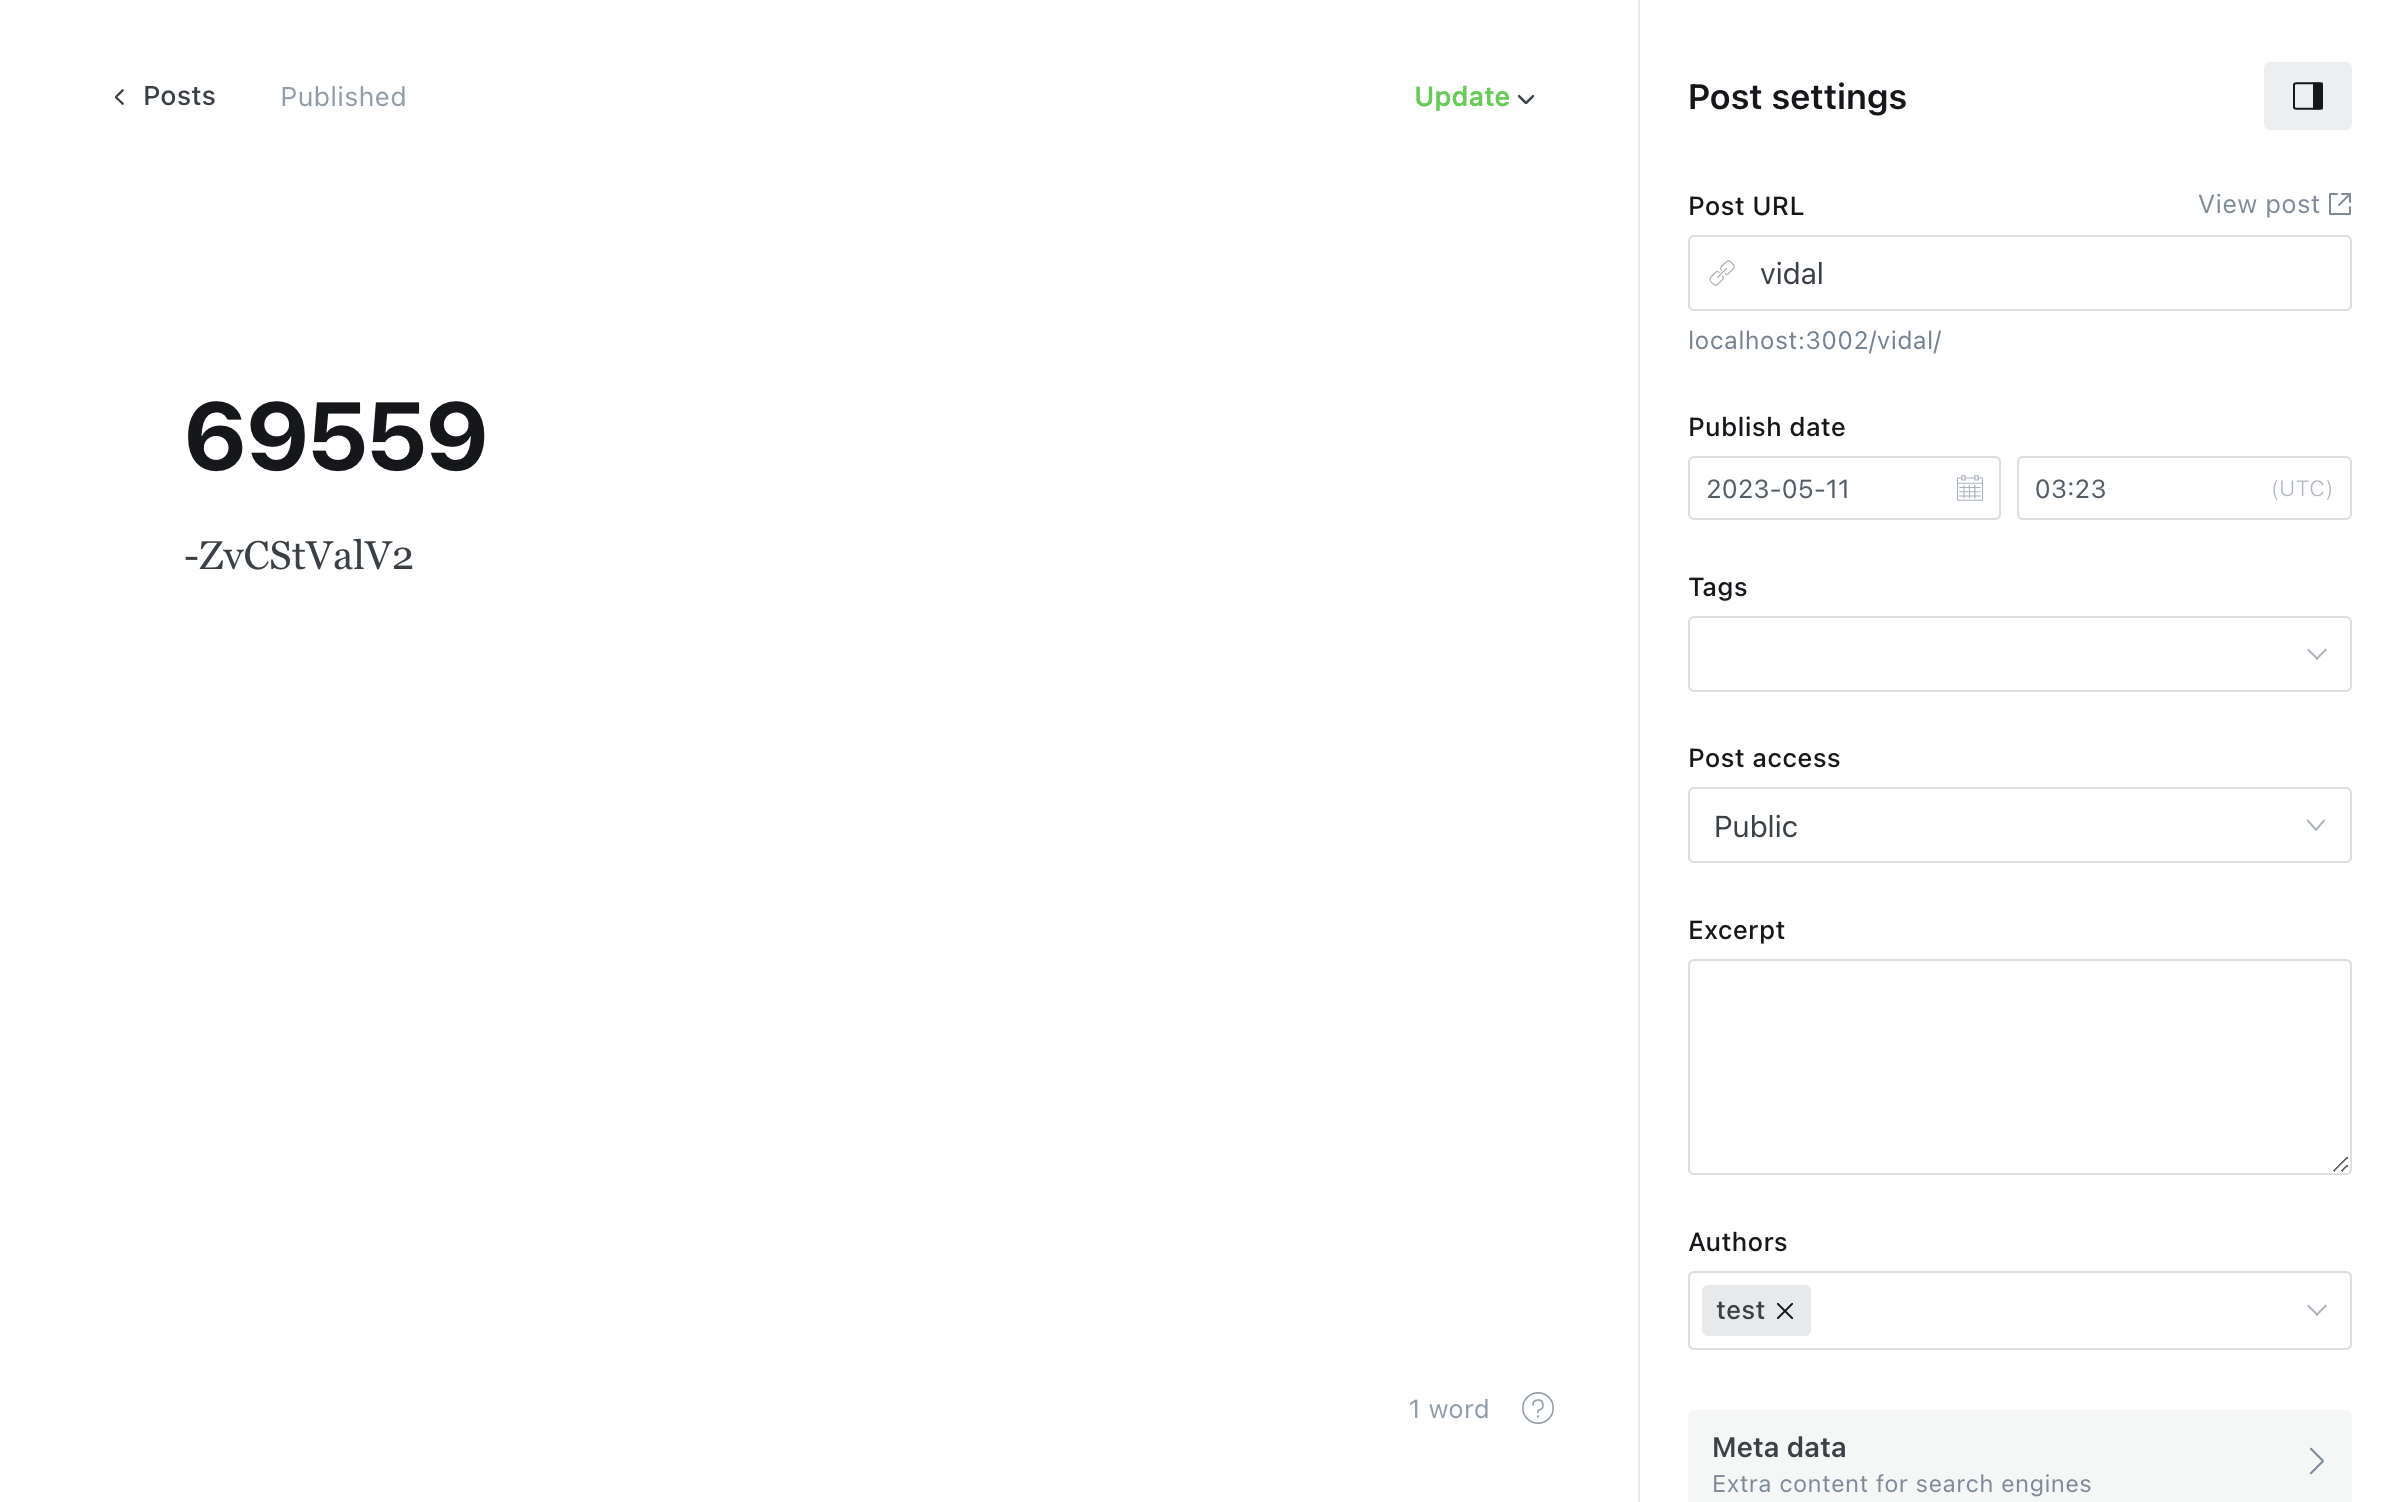 Posts
Published
Update
69559
-ZvCStValV2
1 word
?
Post settings
Post URL
View post
vidal
localhost:3002/vidal/
Publish date
2023-05-11
03:23
(UTC)
Tags
Post access
Public
Excerpt
Authors
test
Meta data
Extra content for search engines